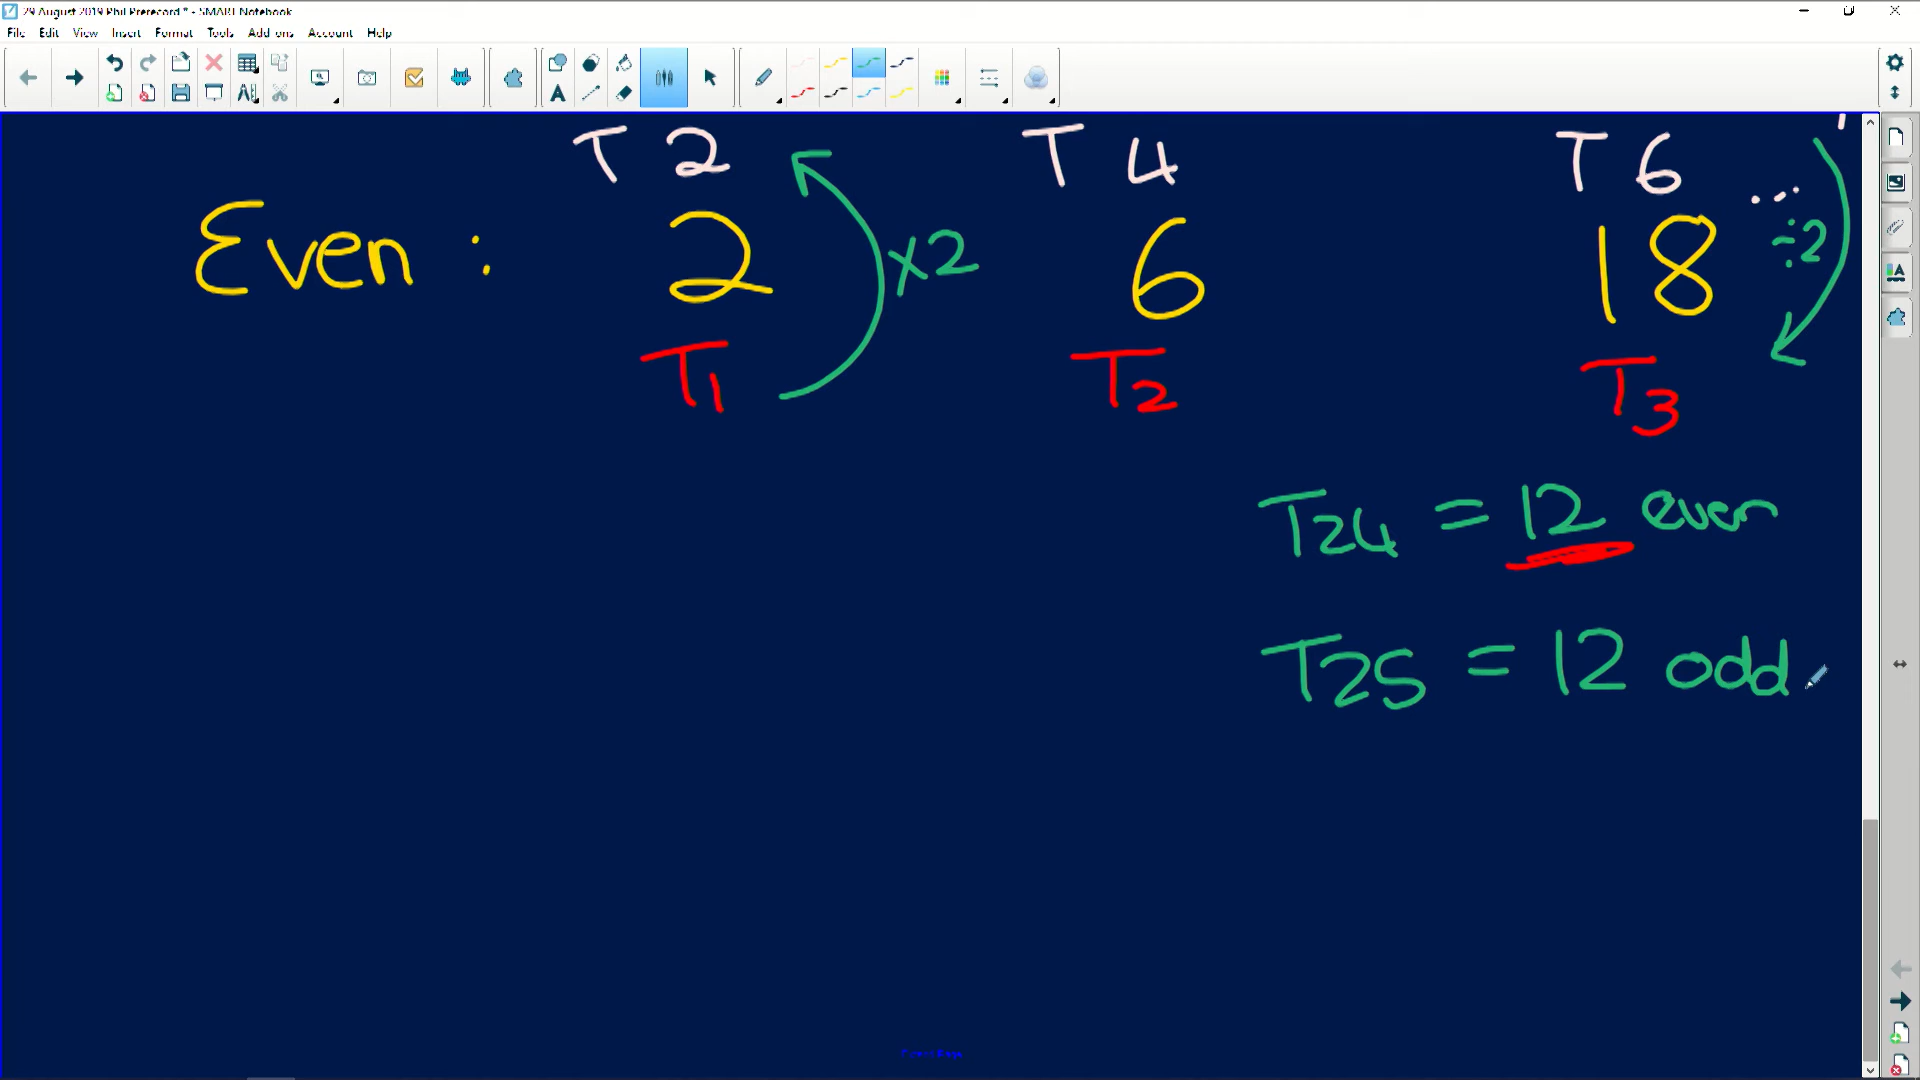 29 August 2019 Phil Prerecord * - SMART Notebook
File Edit View Insert Format Tools Add-ons Account Help
T 2 T 4 T 6 ...
Even : 2 ×2 6 18 ÷2
T1 T2 T3
T24 = 12 even
T25 = 12 odd